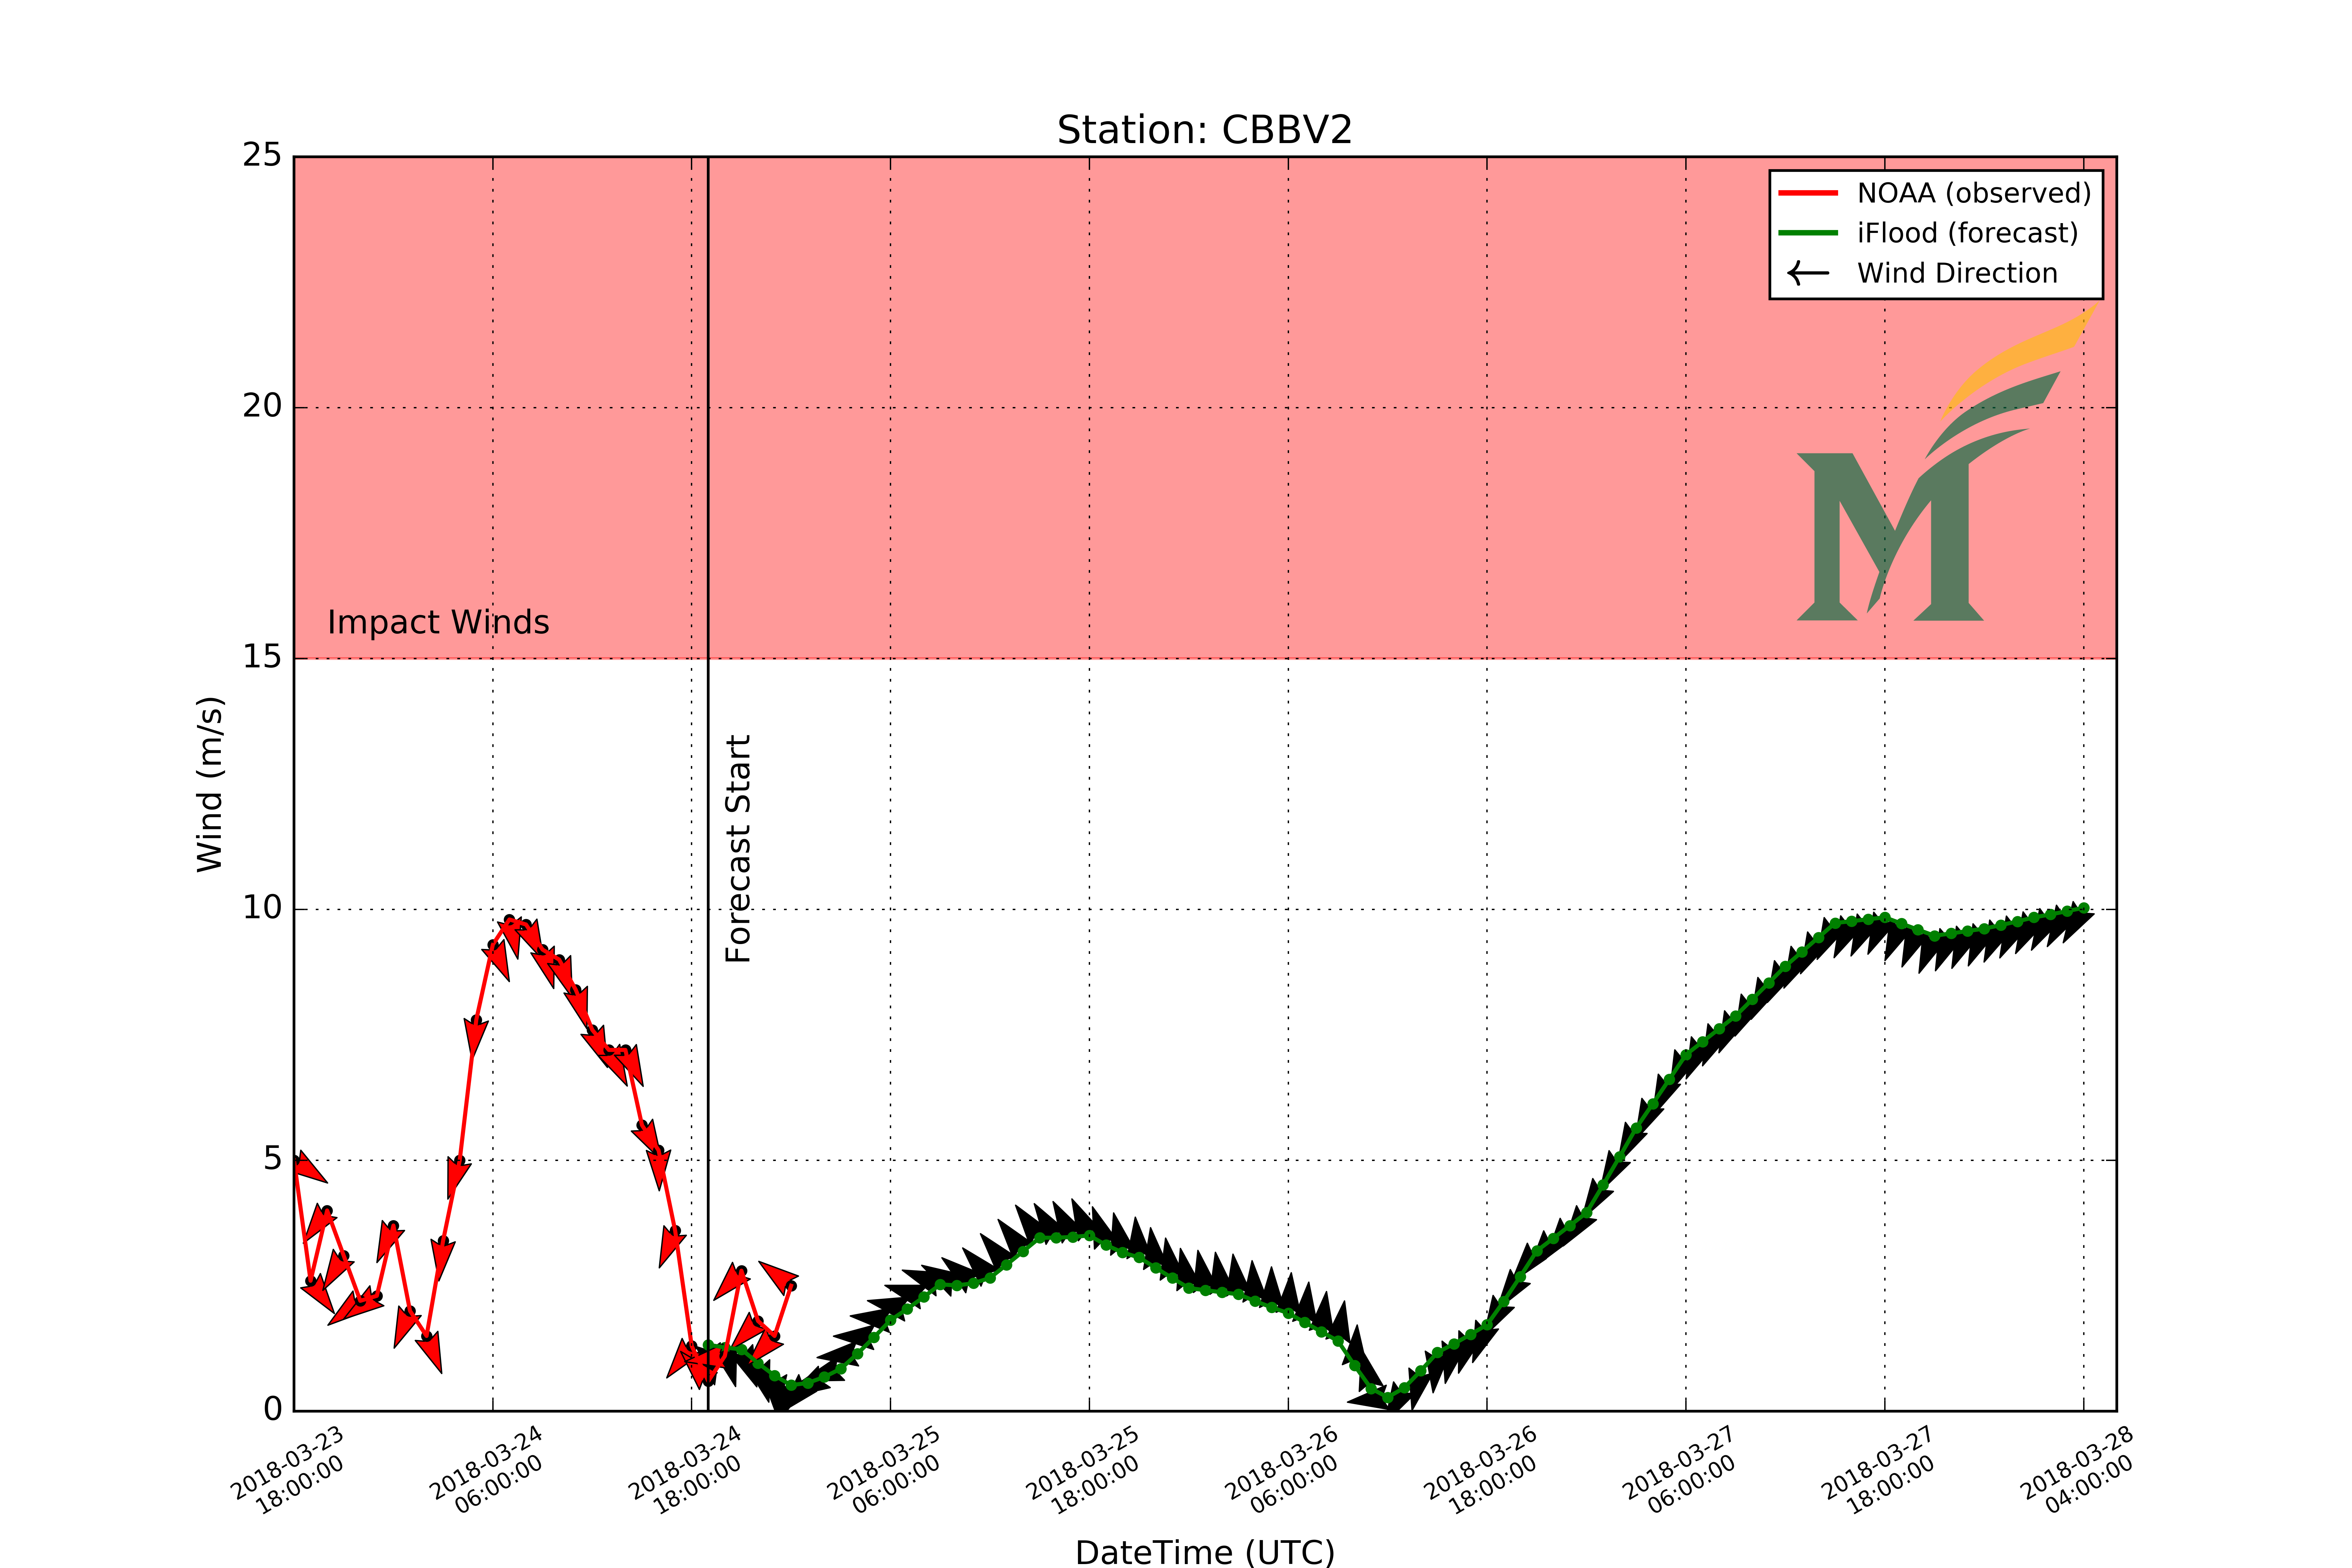 Station: CBBV2
25
20
15
10
5
0
Wind (m/s)
NOAA (observed)
iFlood (forecast)
Wind Direction
Impact Winds
Forecast Start
M
2018-03-23
18:00:00
2018-03-24
06:00:00
2018-03-24
18:00:00
2018-03-25
06:00:00
2018-03-25
18:00:00
2018-03-26
06:00:00
2018-03-26
18:00:00
2018-03-27
06:00:00
2018-03-27
18:00:00
2018-03-28
04:00:00
DateTime (UTC)